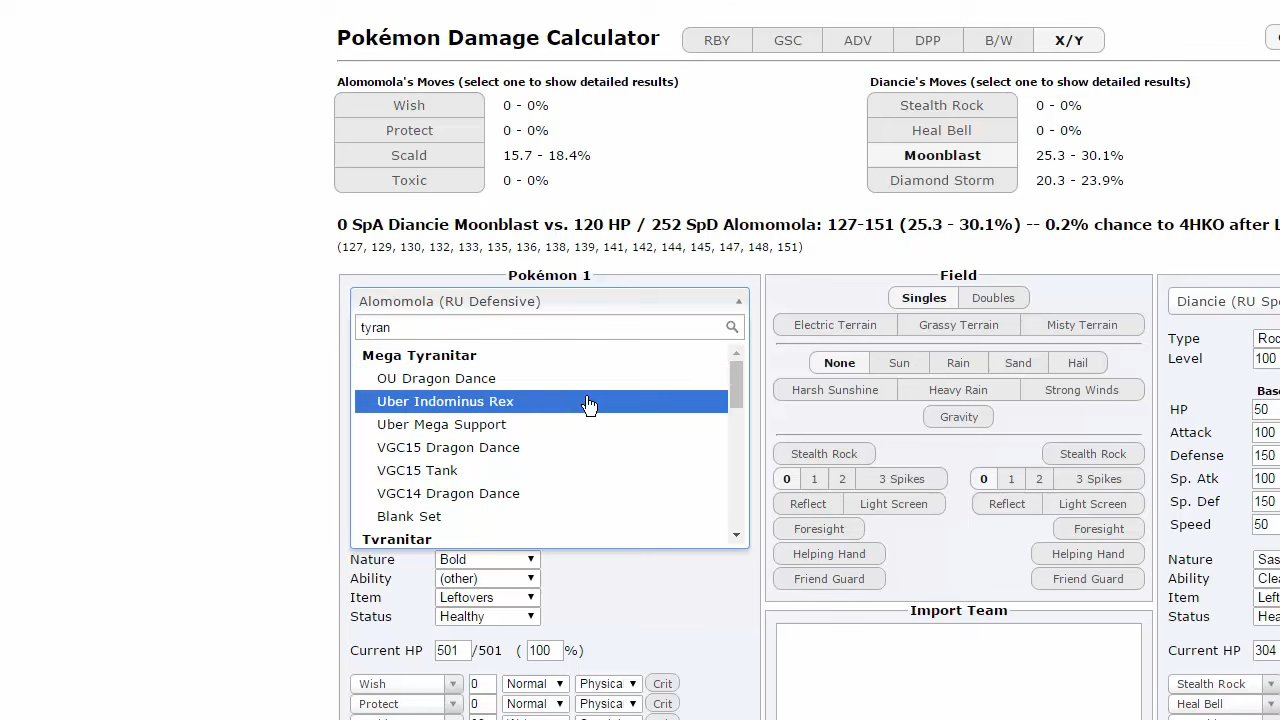 Pokémon Damage Calculator
RBY GSC ADV DPP B/W X/Y
Alomomola's Moves (select one to show detailed results)
Wish 0 - 0%
Protect 0 - 0%
Scald 15.7 - 18.4%
Toxic 0 - 0%
Diancie's Moves (select one to show detailed results)
Stealth Rock 0 - 0%
Heal Bell 0 - 0%
Moonblast 25.3 - 30.1%
Diamond Storm 20.3 - 23.9%
0 SpA Diancie Moonblast vs. 120 HP / 252 SpD Alomomola: 127-151 (25.3 - 30.1%) -- 0.2% chance to 4HKO after L
(127, 129, 130, 132, 133, 135, 136, 138, 139, 141, 142, 144, 145, 147, 148, 151)
Pokémon 1
Alomomola (RU Defensive)
tyran
Mega Tyranitar
OU Dragon Dance
Uber Indominus Rex
Uber Mega Support
VGC15 Dragon Dance
VGC15 Tank
VGC14 Dragon Dance
Blank Set
Tyranitar
Nature Bold
Ability (other)
Item Leftovers
Status Healthy
Current HP 501 /501 ( 100 %)
Wish 0 Normal Physica Crit
Protect 0 Normal Physica Crit
Field
Singles Doubles
Electric Terrain Grassy Terrain Misty Terrain
None Sun Rain Sand Hail
Harsh Sunshine Heavy Rain Strong Winds
Gravity
Stealth Rock Stealth Rock
0 1 2 3 Spikes 0 1 2 3 Spikes
Reflect Light Screen Reflect Light Screen
Foresight Foresight
Helping Hand Helping Hand
Friend Guard Friend Guard
Import Team
Diancie (RU Sp
Type Roc
Level 100
Base
HP 50
Attack 100
Defense 150
Sp. Atk 100
Sp. Def 150
Speed 50
Nature Sas
Ability Clea
Item Left
Status Hea
Current HP 304
Stealth Rock
Heal Bell